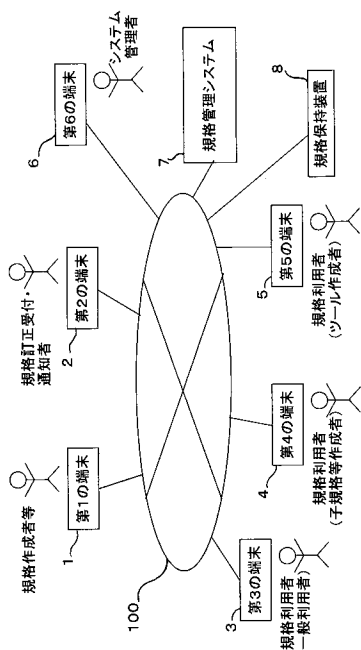 規格作成者等
第1の端末
1
規格訂正受付・
通知者
第2の端末
2
システム
管理者
第6の端末
6
規格管理システム
7
規格保持装置
8
100
第3の端末
3
規格利用者
一般利用者)
第4の端末
4
規格利用者
(子規格等作成者)
第5の端末
5
規格利用者
(ツール作成者)